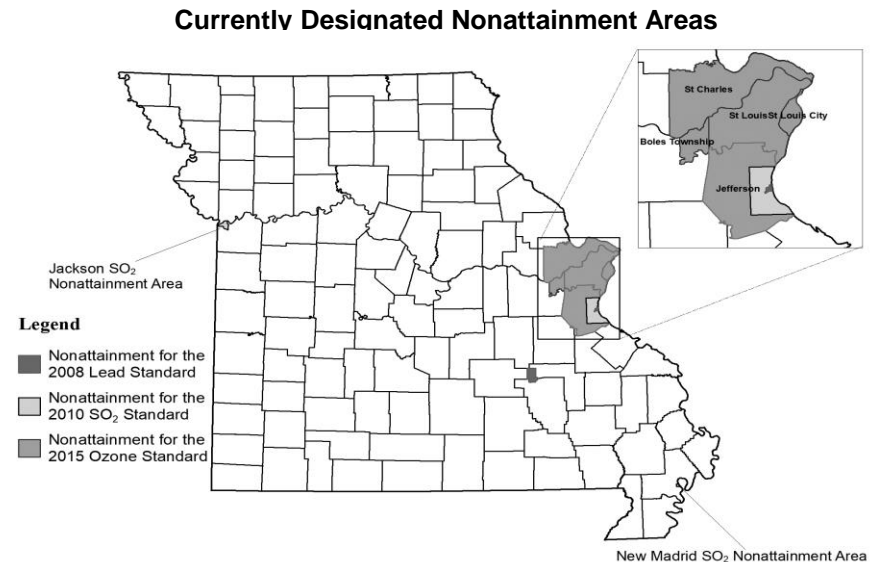 Currently Designated Nonattainment Areas
St Charles
St Louis
St Louis City
Boles Township
Jefferson
Jackson SO₂
Nonattainment Area
Legend
Nonattainment for the
2008 Lead Standard
Nonattainment for the
2010 SO₂ Standard
Nonattainment for the
2015 Ozone Standard
New Madrid SO₂ Nonattainment Area